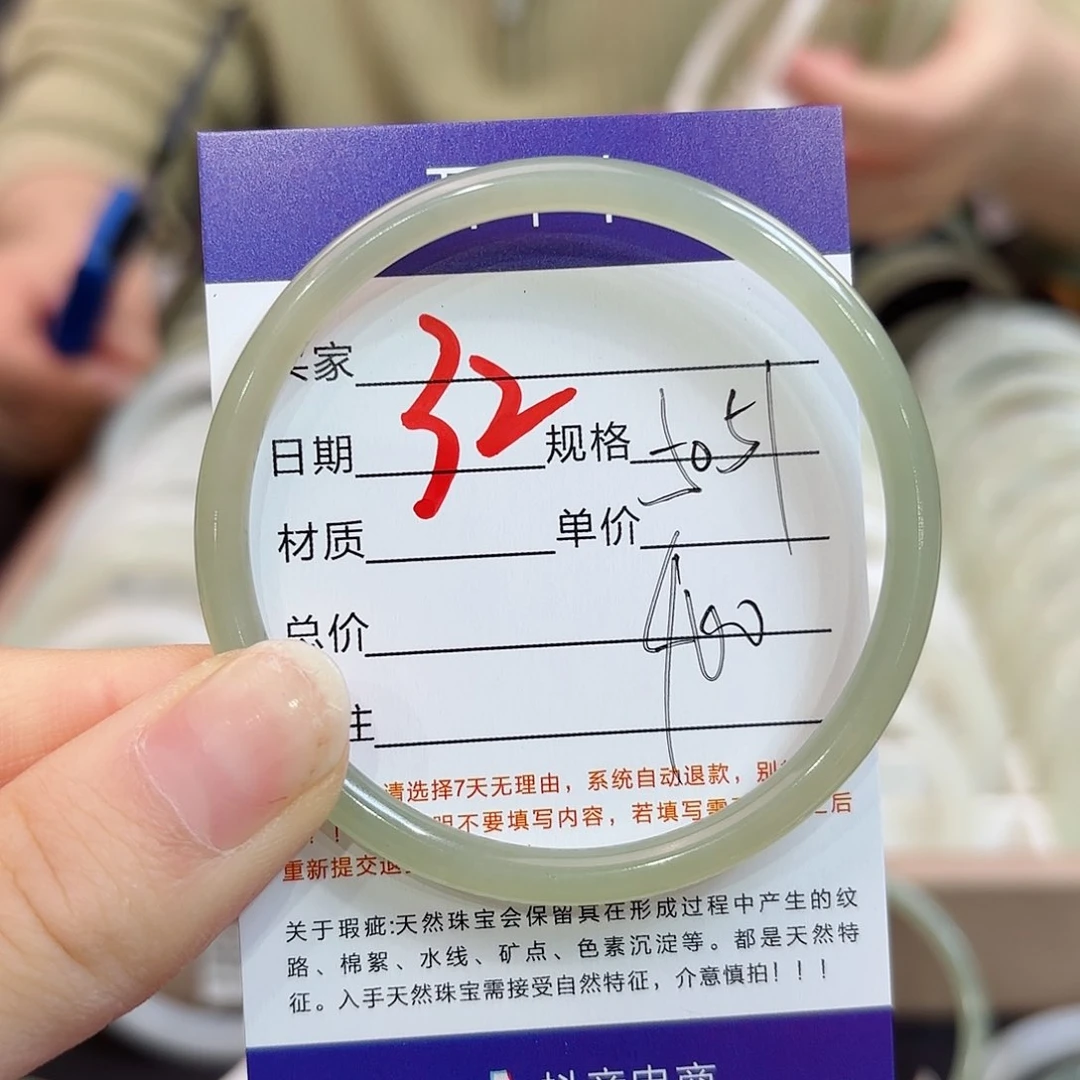 家
32
日期 规格
材质 单价
总价
注
请选择7天无理由，系统自动退款，别
明不要填写内容，若填写需 后
！
重新提交退
关于瑕疵:天然珠宝会保留其在形成过程中产生的纹
路、棉絮、水线、矿点、色素沉淀等。都是天然特
征。入手天然珠宝需接受自然特征，介意慎拍！！！
抖音电商